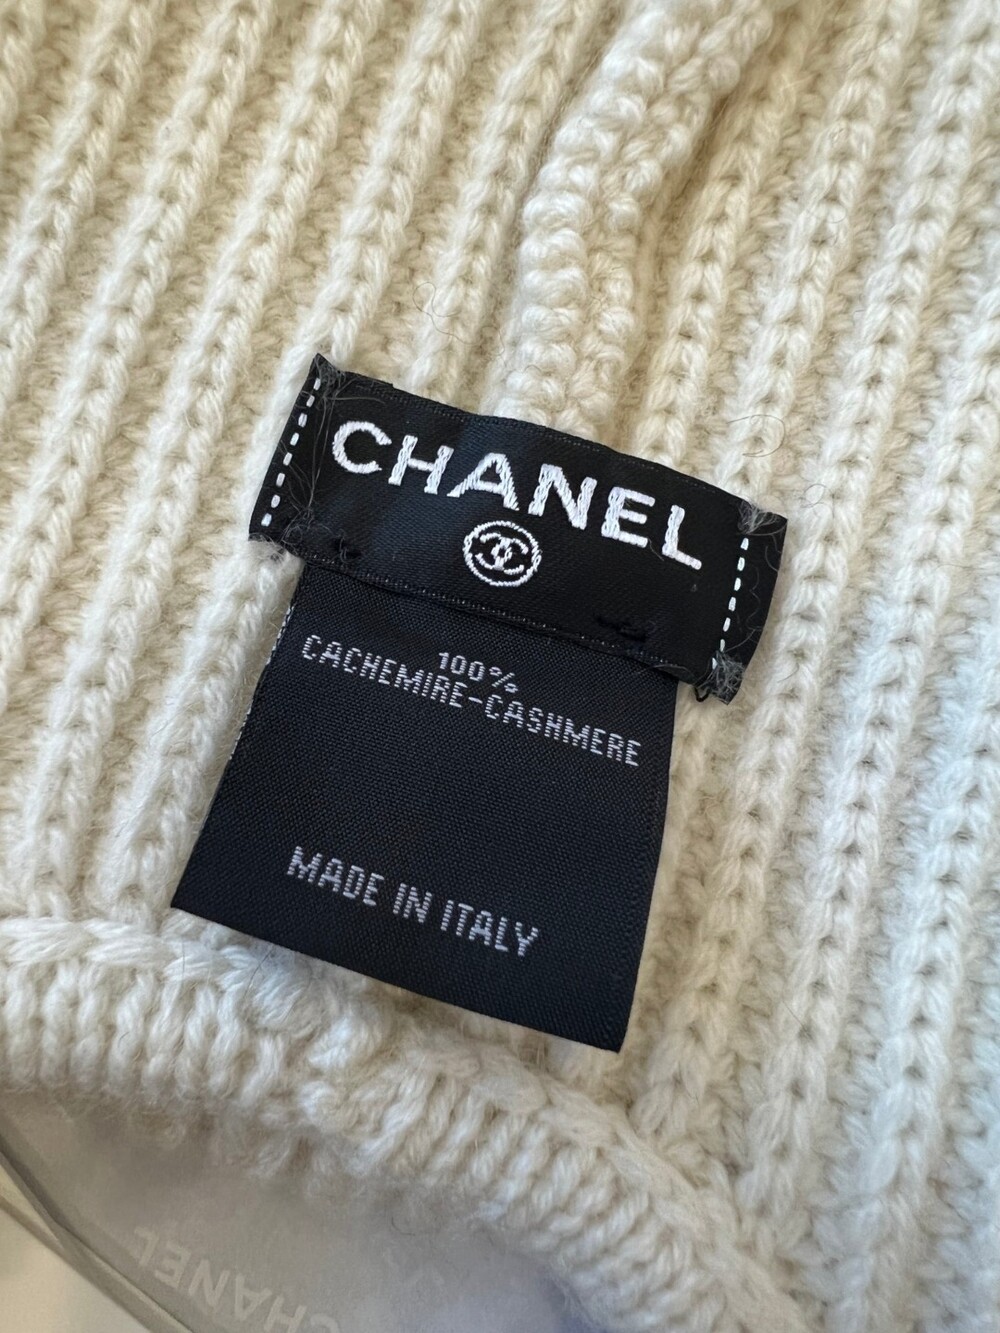 CHANEL
100%
CACHEMIRE-CASHMERE
MADE IN ITALY
CHANEL